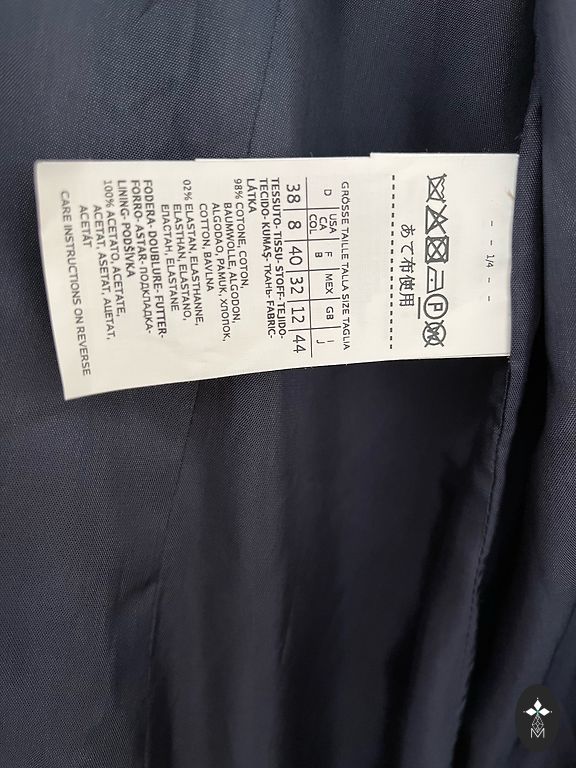 - - 1/4 - -
P
あて布使用
GRÖSSE TAILLE TALLA SIZE TAGLIA
D USA F MEX GB I
CAL COL B J
38 8 40 32 12 44
TESSUTO- TISSU- STOFF- TEJIDO-
TECIDO- KUMAŞ- ТКАНЬ- FABRIC-
LÁTKA
98% COTONE, COTON,
BAUMWOLLE, ALGODON,
ALGODAO, PAMUK, ХЛОПОК,
COTTON, BAVLNA
02% ELASTAN, ELASTHANNE,
ELASTHAN, ELASTANO,
ЕЛАСТАН, ELASTANE
FODERA- DOUBLURE- FUTTER-
FORRO- ASTAR- ПОДКЛАДКА-
LINING- PODŠÍVKA
100% ACETATO, ACETATE,
ACETAT, ASETAT, АЦЕТАТ,
ACETÁT
CARE INSTRUCTIONS ON REVERSE
M